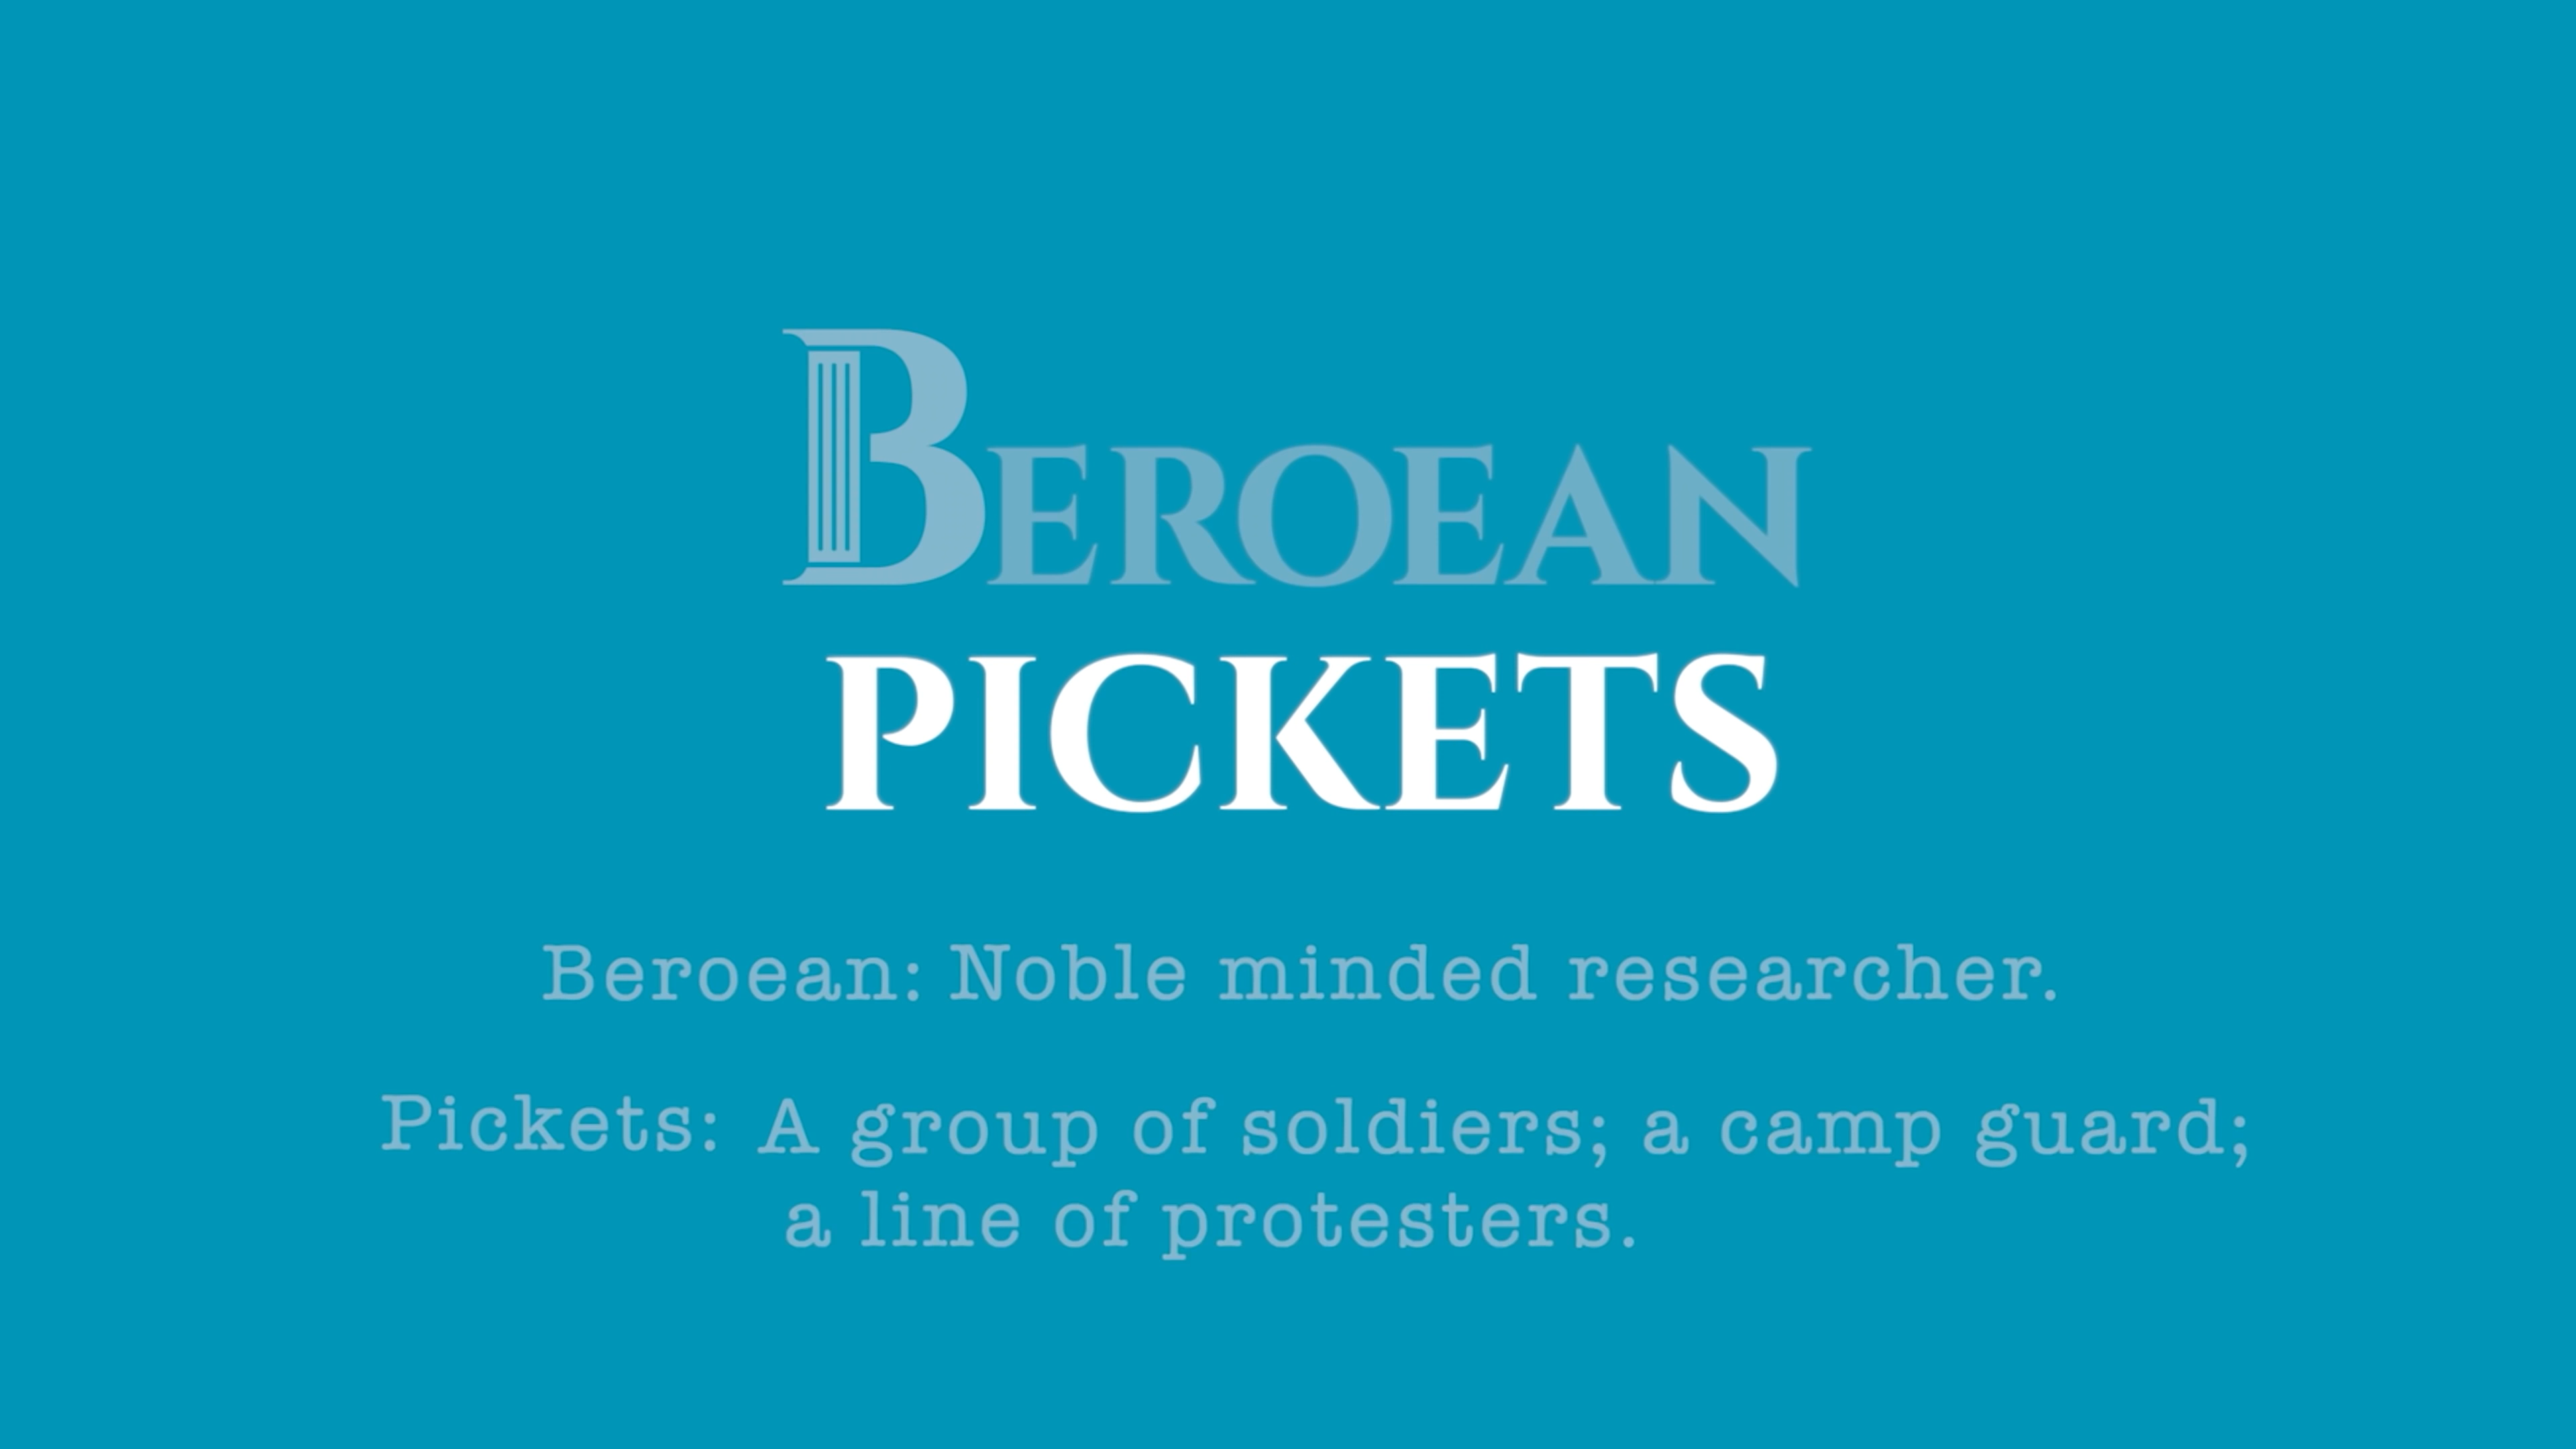 BEROEAN
PICKETS
Beroean: Noble minded researcher.
Pickets: A group of soldiers; a camp guard;
a line of protesters.